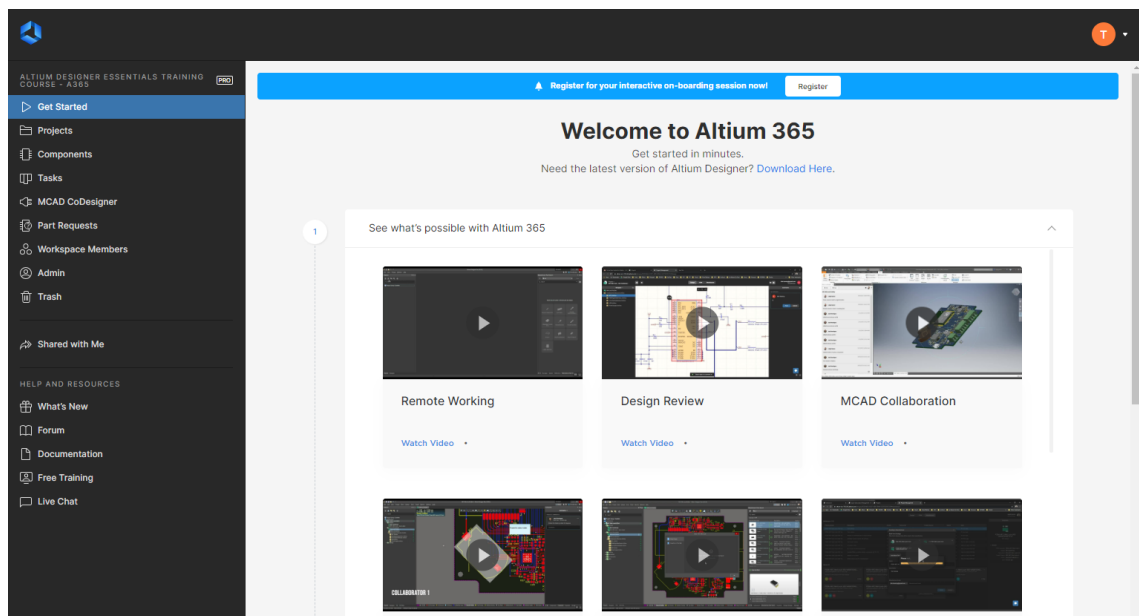 T
ALTIUM DESIGNER ESSENTIALS TRAINING
COURSE - A365
PRO
Get Started
Projects
Components
Tasks
MCAD CoDesigner
Part Requests
Workspace Members
Admin
Trash
Shared with Me
HELP AND RESOURCES
What's New
Forum
Documentation
Free Training
Live Chat
Register for your interactive on-boarding session now!
Register
Welcome to Altium 365
Get started in minutes.
Need the latest version of Altium Designer? Download Here.
1
See what's possible with Altium 365
Remote Working
Design Review
MCAD Collaboration
Watch Video
Watch Video
Watch Video
COLLABORATOR 1